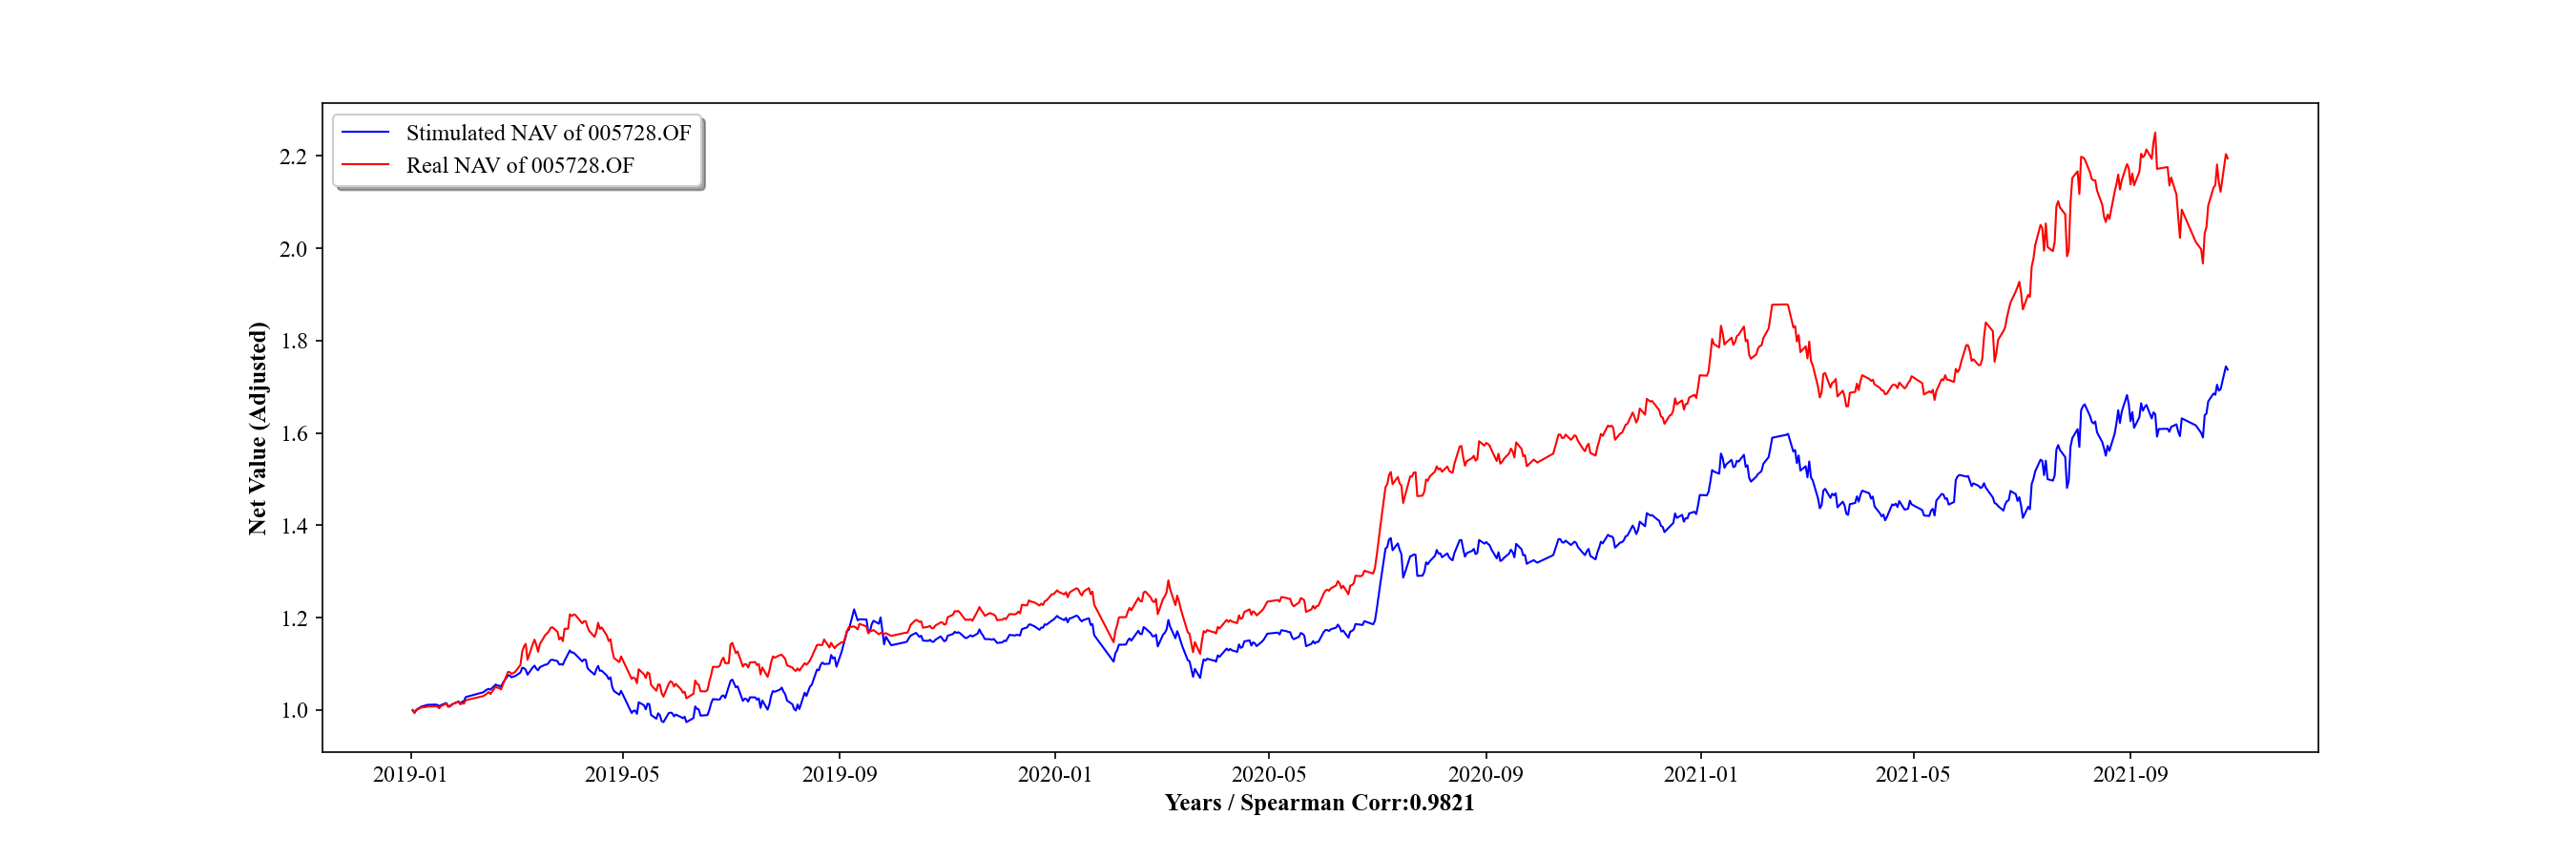 Stimulated NAV of 005728.OF
Real NAV of 005728.OF
2.2
2.0
1.8
1.6
1.4
1.2
1.0
Net Value (Adjusted)
2019-01 2019-05 2019-09 2020-01 2020-05 2020-09 2021-01 2021-05 2021-09
Years / Spearman Corr:0.9821